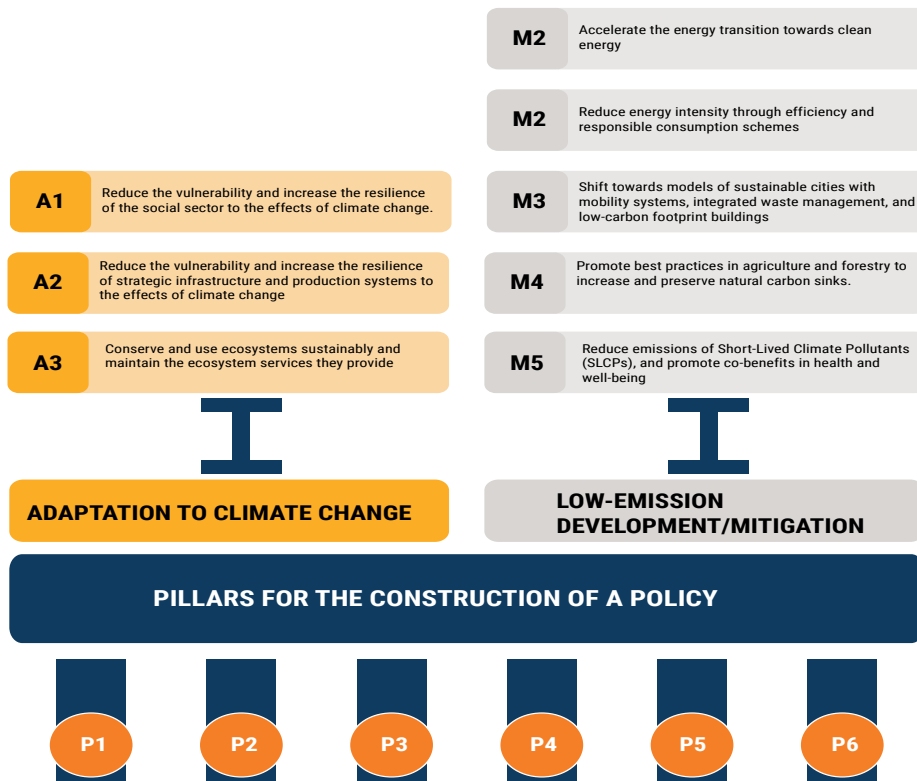 M2
Accelerate the energy transition towards clean
energy
M2
Reduce energy intensity through efficiency and
responsible consumption schemes
A1
Reduce the vulnerability and increase the resilience
of the social sector to the effects of climate change.
M3
Shift towards models of sustainable cities with
mobility systems, integrated waste management, and
low-carbon footprint buildings
A2
Reduce the vulnerability and increase the resilience
of strategic infrastructure and production systems to
the effects of climate change
M4
Promote best practices in agriculture and forestry to
increase and preserve natural carbon sinks.
A3
Conserve and use ecosystems sustainably and
maintain the ecosystem services they provide
M5
Reduce emissions of Short-Lived Climate Pollutants
(SLCPs), and promote co-benefits in health and
well-being
ADAPTATION TO CLIMATE CHANGE
LOW-EMISSION
DEVELOPMENT/MITIGATION
PILLARS FOR THE CONSTRUCTION OF A POLICY
P1
P2
P3
P4
P5
P6